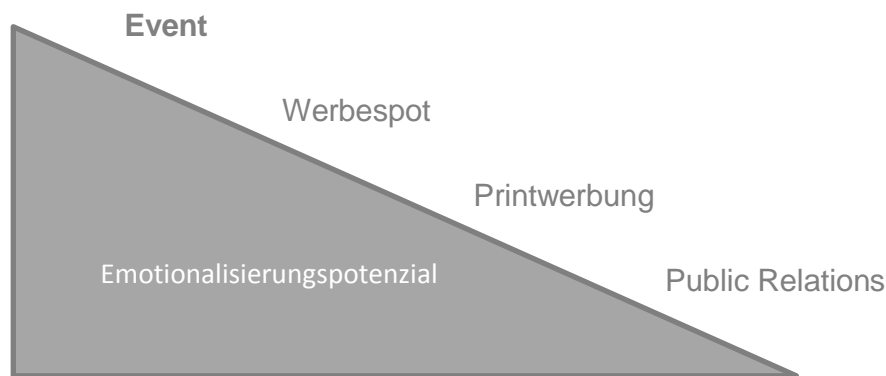 Event
Werbespot
Printwerbung
Emotionalisierungspotenzial
Public Relations